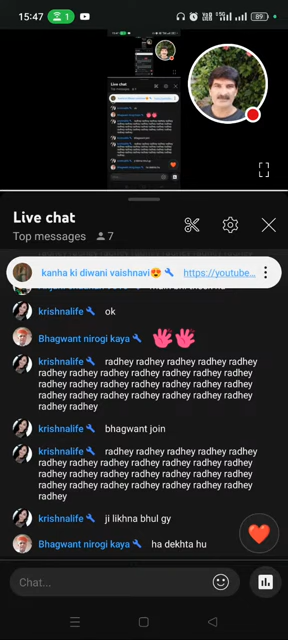 15:47
1
89
Live chat
Top messages 7
kanha ki diwani vaishnavi😍 https://youtube...
krishnalife ok
Bhagwant nirogi kaya 👋👋
krishnalife radhey radhey radhey radhey radhey
radhey radhey radhey radhey radhey radhey radhey
radhey radhey radhey radhey radhey radhey radhey
radhey radhey radhey radhey radhey radhey radhey
radhey radhey
krishnalife bhagwant join
krishnalife radhey radhey radhey radhey radhey
radhey radhey radhey radhey radhey radhey radhey
radhey radhey radhey radhey radhey radhey radhey
radhey radhey radhey radhey radhey radhey radhey
radhey
krishnalife ji likhna bhul gy
Bhagwant nirogi kaya ha dekhta hu
Chat...